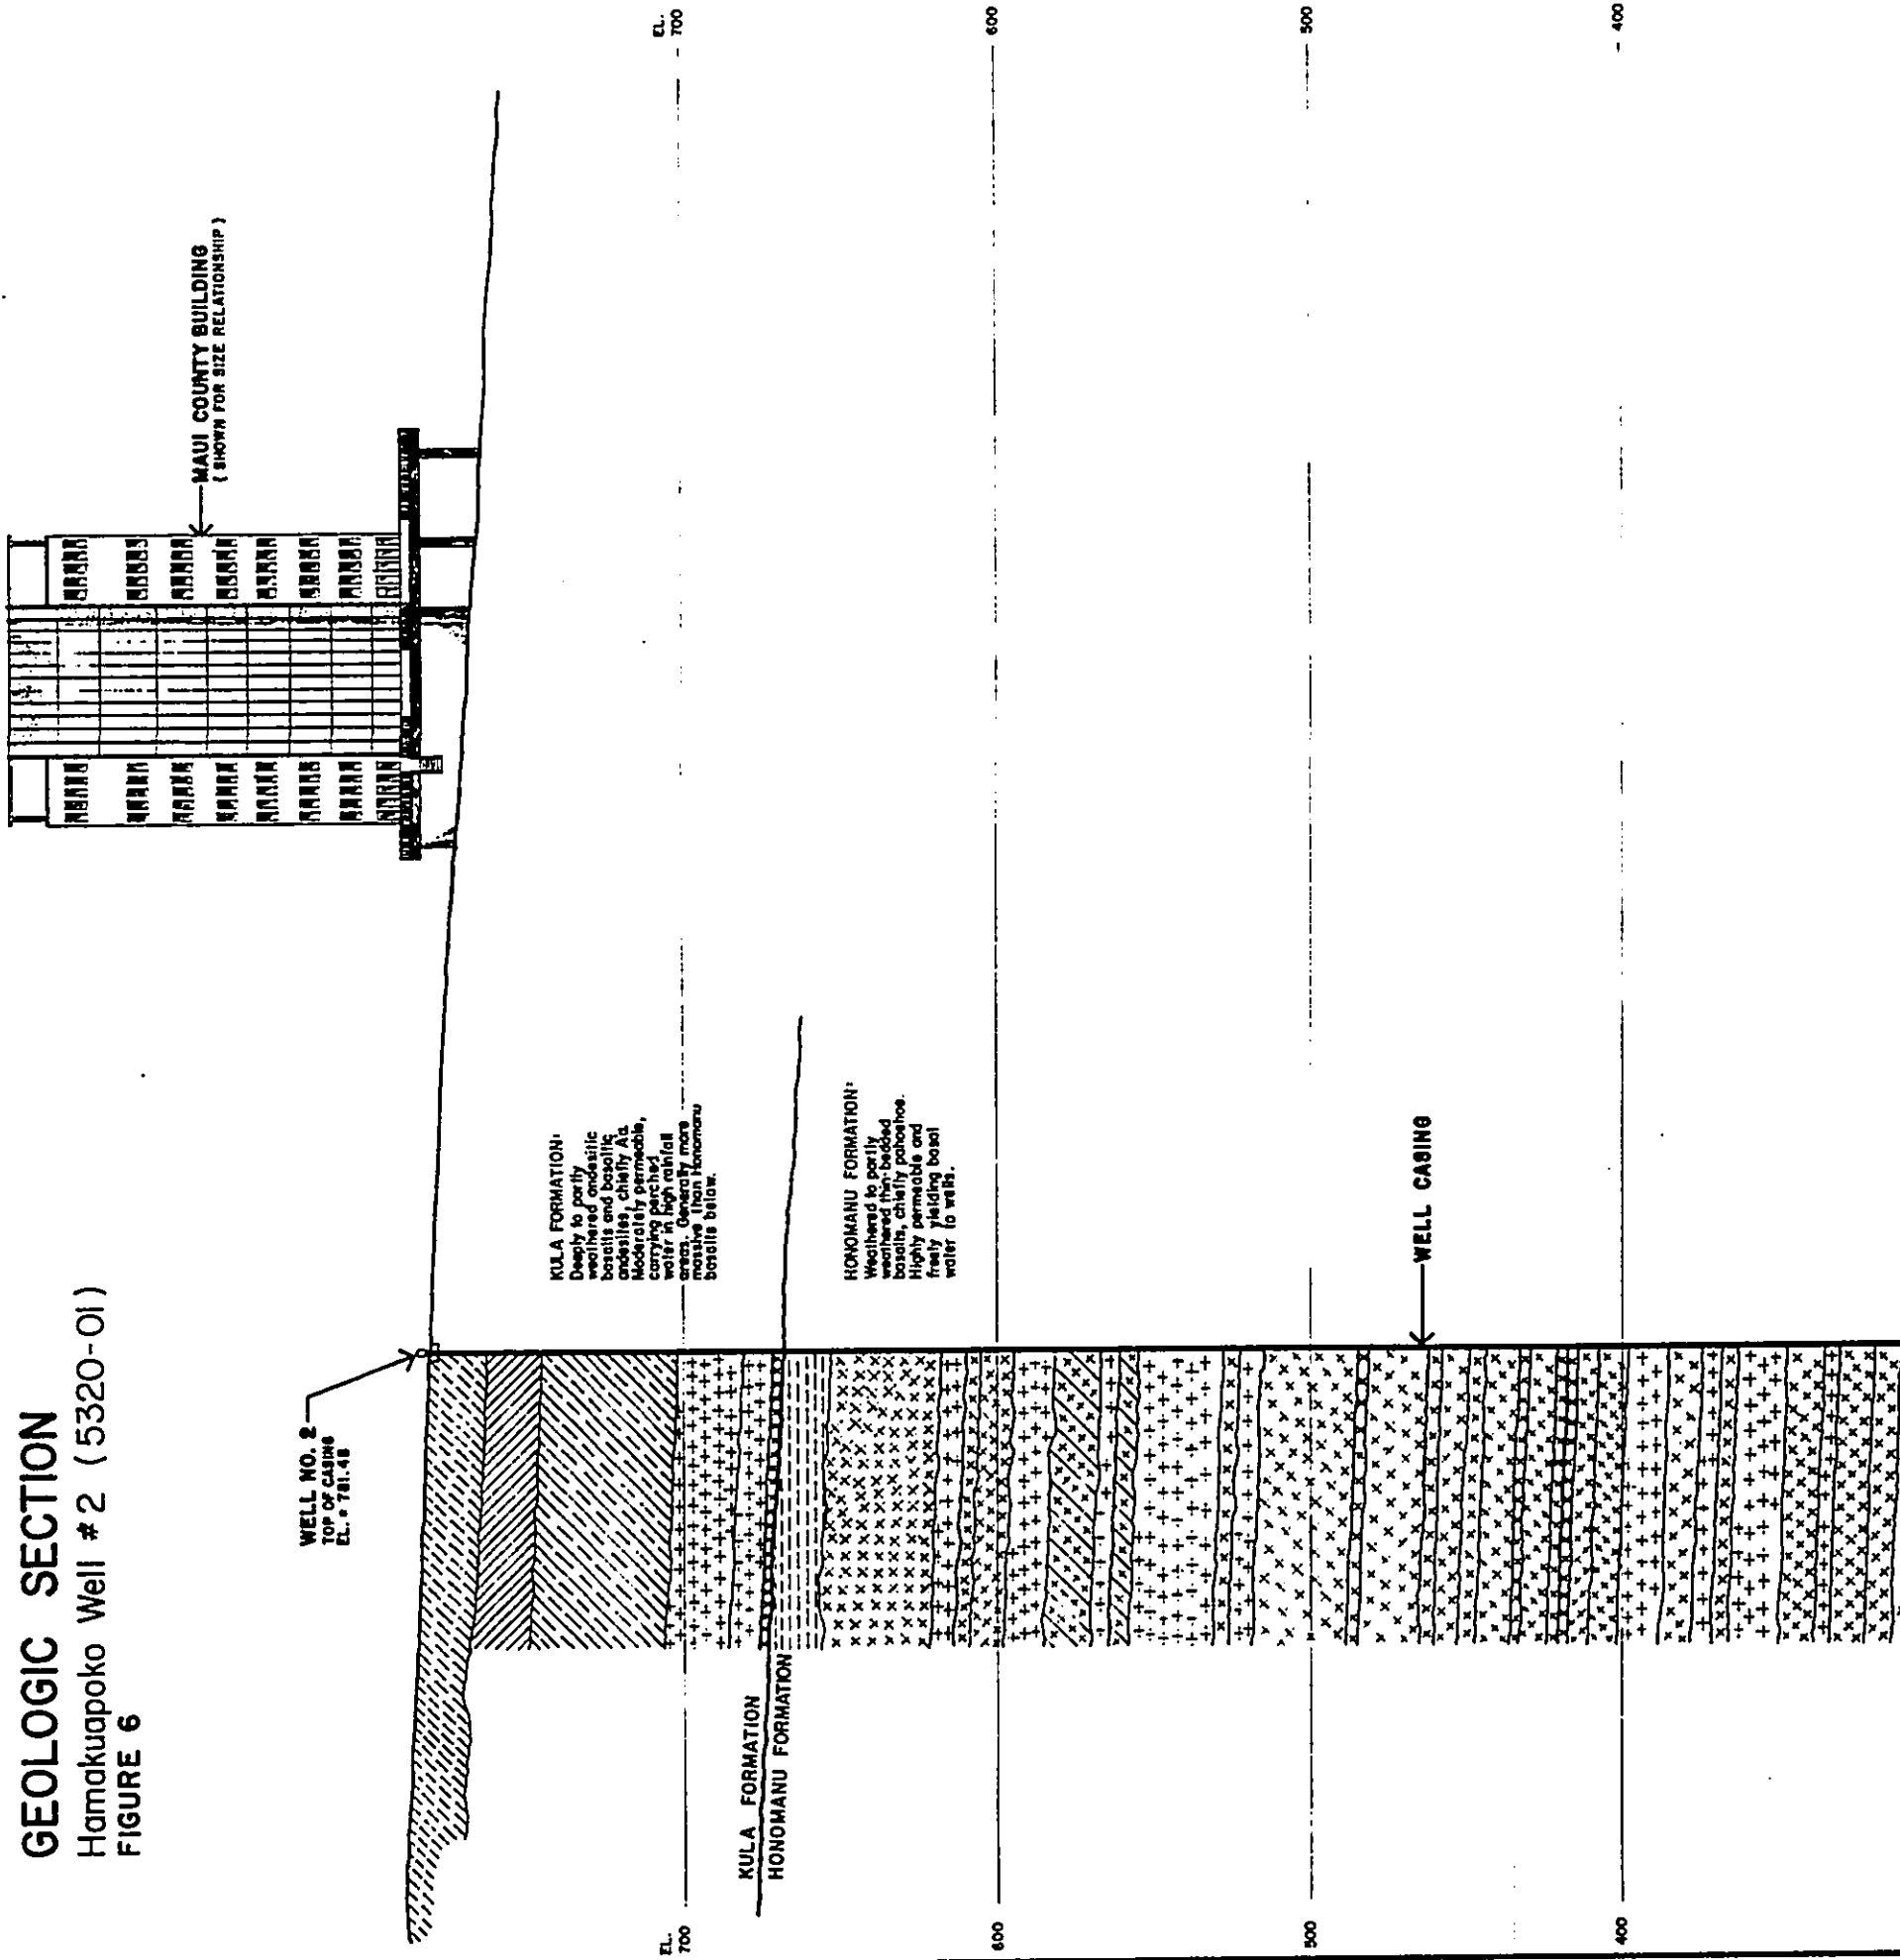 GEOLOGIC SECTION
Hamakuapoko Well #2 (5320-01)
FIGURE 6
MAUI COUNTY BUILDING
( SHOWN FOR SIZE RELATIONSHIP )
WELL NO. 2
TOP OF CASING
EL. = 781.48
KULA FORMATION:
Deeply to partly
weathered andesitic
basalts and basaltic
andesites, chiefly Aa.
Moderately permeable,
carrying perched
water in high rainfall
areas. Generally more
massive than Honomanu
basalts below.
HONOMANU FORMATION:
Weathered to partly
weathered thin-bedded
basalts, chiefly pahoehoe.
Highly permeable and
freely yielding basal
water to wells.
KULA FORMATION
HONOMANU FORMATION
WELL CASING
EL.
700
600
500
400
EL.
700
600
500
400